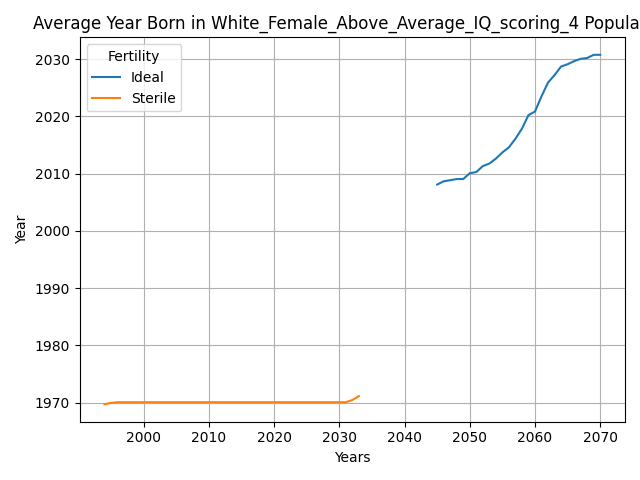 Average Year Born in White_Female_Above_Average_IQ_scoring_4 Popula
Fertility
Ideal
Sterile
2030
2020
2010
2000
1990
1980
1970
Year
2000 2010 2020 2030 2040 2050 2060 2070
Years